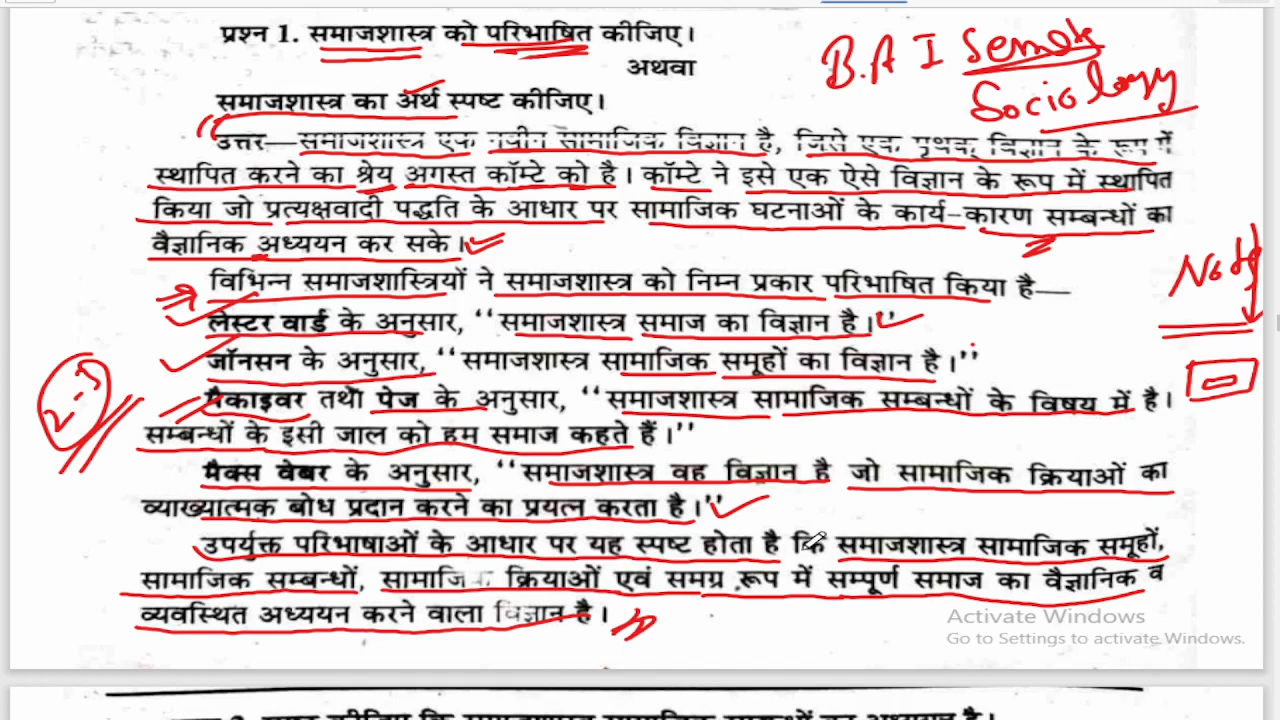 प्रश्न 1. समाजशास्त्र को परिभाषित कीजिए।
अथवा
समाजशास्त्र का अर्थ स्पष्ट कीजिए।
B.A I Semets
Sociology
उत्तर—समाजशास्त्र एक नवीन सामाजिक विज्ञान है, जिसे एक पृथक् विज्ञान के रूप में
स्थापित करने का श्रेय अगस्त कॉम्टे को है। कॉम्टे ने इसे एक ऐसे विज्ञान के रूप में स्थापित
किया जो प्रत्यक्षवादी पद्धति के आधार पर सामाजिक घटनाओं के कार्य-कारण सम्बन्धों का
वैज्ञानिक अध्ययन कर सके।
विभिन्न समाजशास्त्रियों ने समाजशास्त्र को निम्न प्रकार परिभाषित किया है—
लेस्टर वार्ड के अनुसार, ‘‘समाजशास्त्र समाज का विज्ञान है।’’
जॉनसन के अनुसार, ‘‘समाजशास्त्र सामाजिक समूहों का विज्ञान है।’’
मैकाइवर तथा पेज के अनुसार, ‘‘समाजशास्त्र सामाजिक सम्बन्धों के विषय में है।
सम्बन्धों के इसी जाल को हम समाज कहते हैं।’’
मैक्स वेबर के अनुसार, ‘‘समाजशास्त्र वह विज्ञान है जो सामाजिक क्रियाओं का
व्याख्यात्मक बोध प्रदान करने का प्रयत्न करता है।’’
उपर्युक्त परिभाषाओं के आधार पर यह स्पष्ट होता है कि समाजशास्त्र सामाजिक समूहों,
सामाजिक सम्बन्धों, सामाजिक क्रियाओं एवं समग्र रूप में सम्पूर्ण समाज का वैज्ञानिक व
व्यवस्थित अध्ययन करने वाला विज्ञान है।
Activate Windows
Go to Settings to activate Windows.